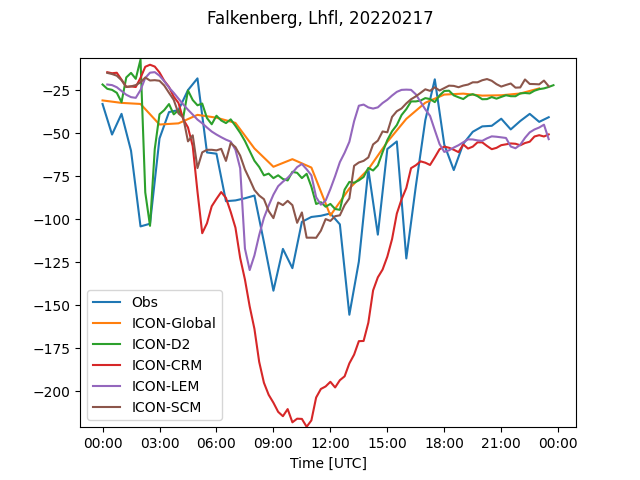 Falkenberg, Lhfl, 20220217
−25
−50
−75
−100
−125
−150
−175
−200
Obs
ICON-Global
ICON-D2
ICON-CRM
ICON-LEM
ICON-SCM
00:00 03:00 06:00 09:00 12:00 15:00 18:00 21:00 00:00
Time [UTC]